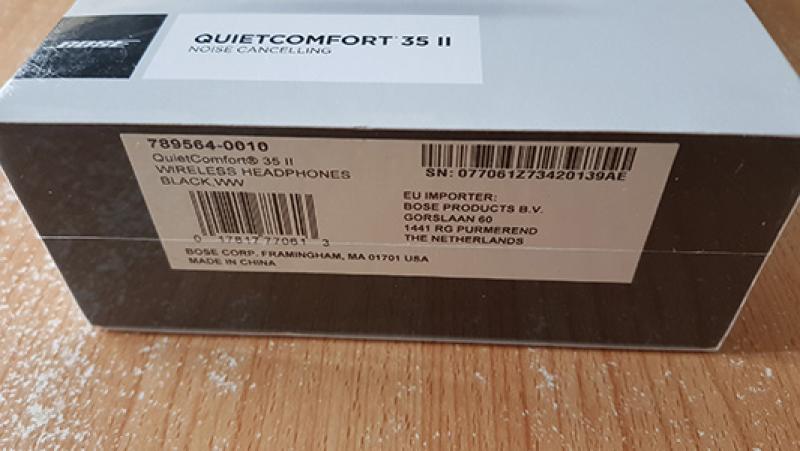 BOSE
QUIETCOMFORT® 35 II
NOISE CANCELLING
789564-0010
QuietComfort® 35 II
WIRELESS HEADPHONES
BLACK,WW
0 17817 77061 3
BOSE CORP. FRAMINGHAM, MA 01701 USA
MADE IN CHINA
SN: 077061Z73420139AE
EU IMPORTER:
BOSE PRODUCTS B.V.
GORSLAAN 60
1441 RG PURMEREND
THE NETHERLANDS